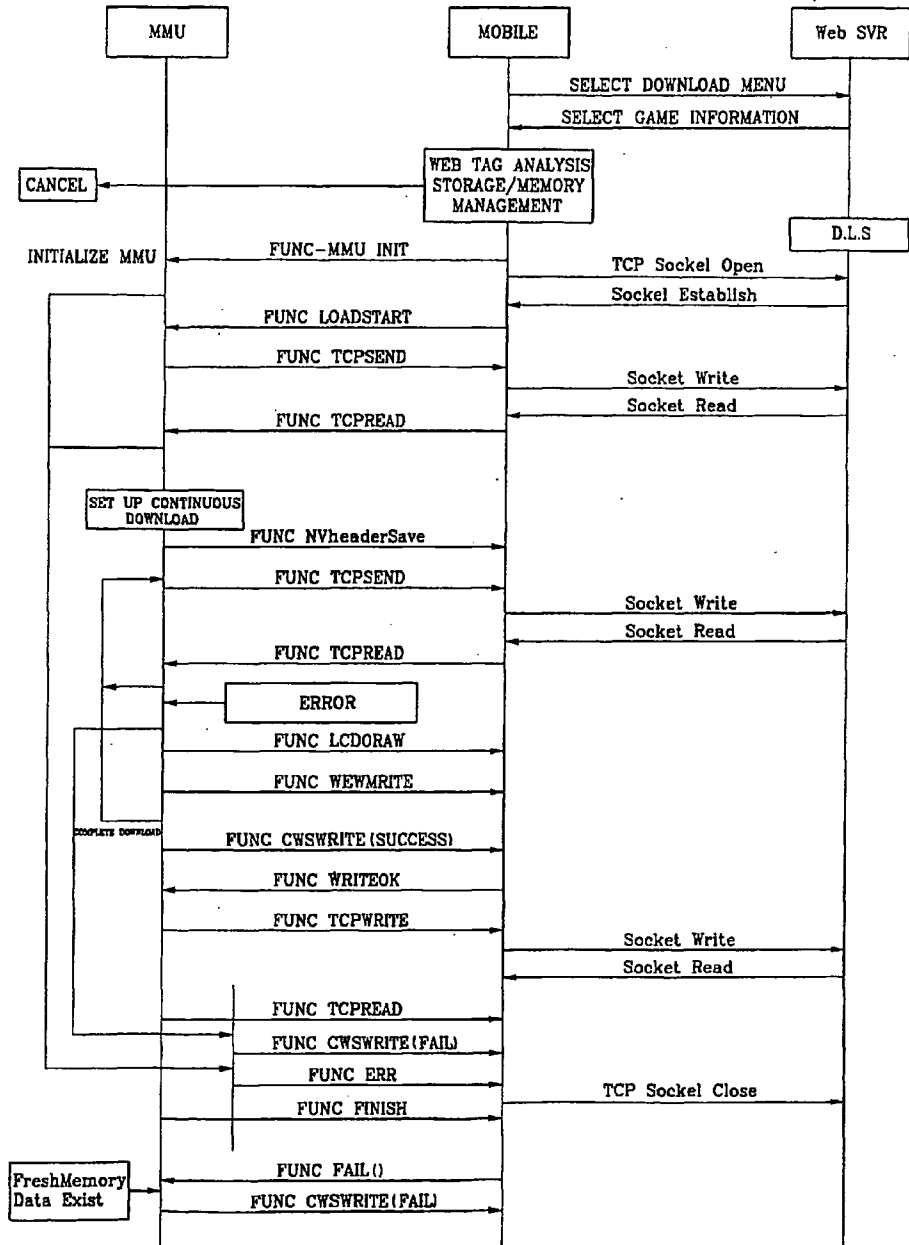 MMU
MOBILE
Web SVR
SELECT DOWNLOAD MENU
SELECT GAME INFORMATION
WEB TAG ANALYSIS
STORAGE/MEMORY
MANAGEMENT
CANCEL
D.L.S
INITIALIZE MMU
FUNC-MMU INIT
TCP Sockel Open
Sockel Establish
FUNC LOADSTART
FUNC TCPSEND
Socket Write
Socket Read
FUNC TCPREAD
SET UP CONTINUOUS
DOWNLOAD
FUNC NVheaderSave
FUNC TCPSEND
Socket Write
Socket Read
FUNC TCPREAD
ERROR
FUNC LCDORAW
FUNC WEWMRITE
COMPLETE DOWNLOAD
FUNC CWSWRITE(SUCCESS)
FUNC WRITEOK
FUNC TCPWRITE
Socket Write
Socket Read
FUNC TCPREAD
FUNC CWSWRITE(FAIL)
FUNC ERR
TCP Sockel Close
FUNC FINISH
FUNC FAIL()
FreshMemory
Data Exist
FUNC CWSWRITE(FAIL)